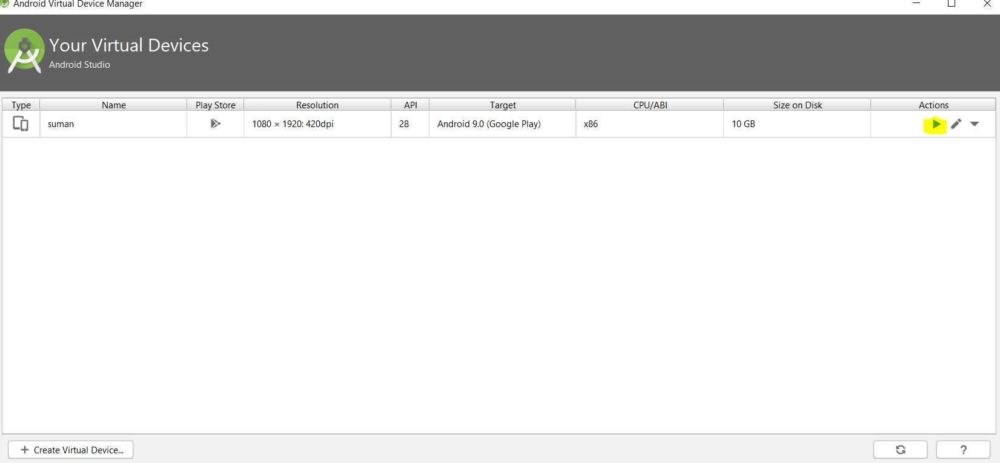 Android Virtual Device Manager
Your Virtual Devices
Android Studio
Type Name Play Store Resolution API Target CPU/ABI Size on Disk Actions
suman 1080 × 1920: 420dpi 28 Android 9.0 (Google Play) x86 10 GB
+ Create Virtual Device... ?